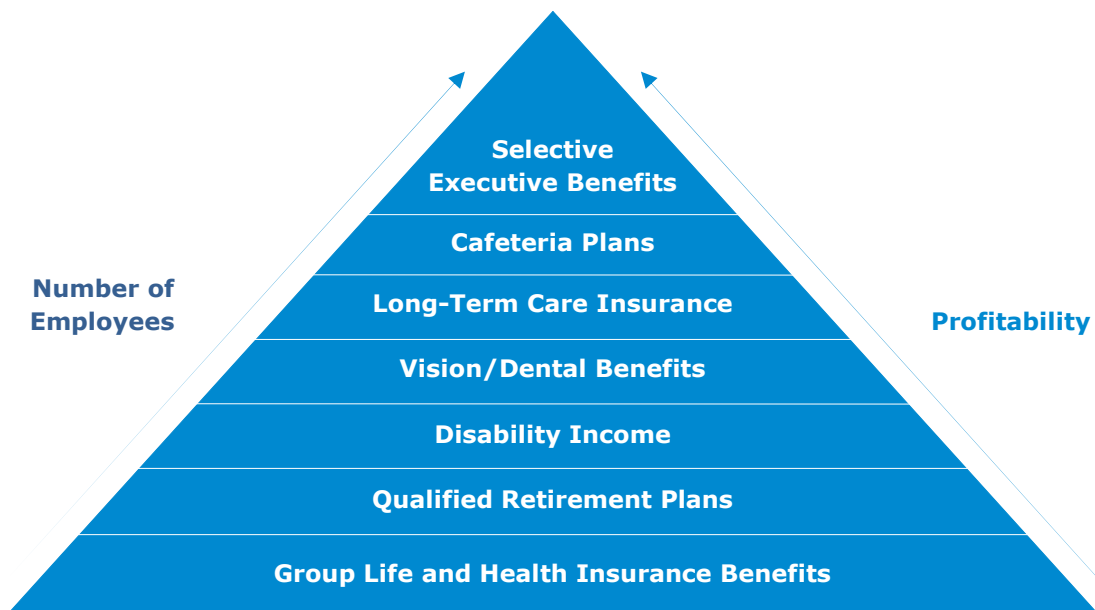 Selective
Executive Benefits
Cafeteria Plans
Number of
Employees
Long-Term Care Insurance
Profitability
Vision/Dental Benefits
Disability Income
Qualified Retirement Plans
Group Life and Health Insurance Benefits